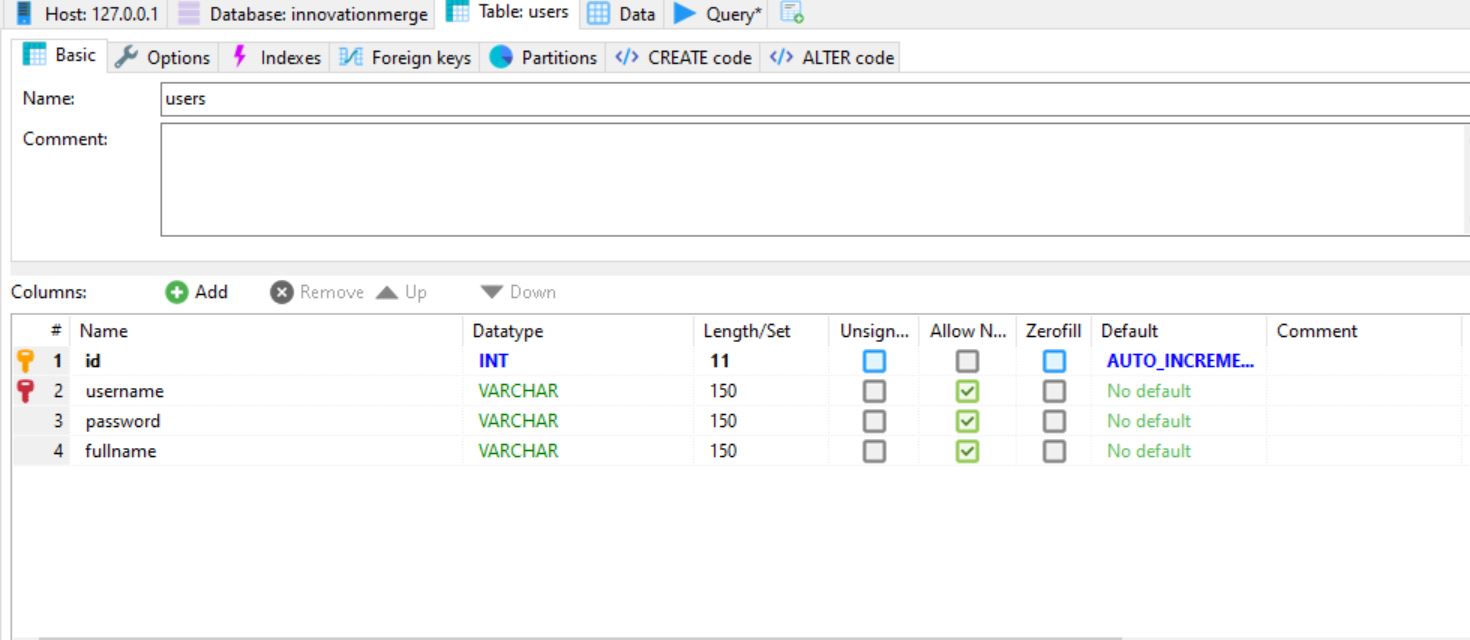 Host: 127.0.0.1 Database: innovationmerge Table: users Data Query*
Basic Options Indexes Foreign keys Partitions </> CREATE code </> ALTER code
Name: users
Comment:
Columns: Add Remove Up Down
# Name Datatype Length/Set Unsign... Allow N... Zerofill Default Comment
1 id INT 11 AUTO_INCREME...
2 username VARCHAR 150 No default
3 password VARCHAR 150 No default
4 fullname VARCHAR 150 No default